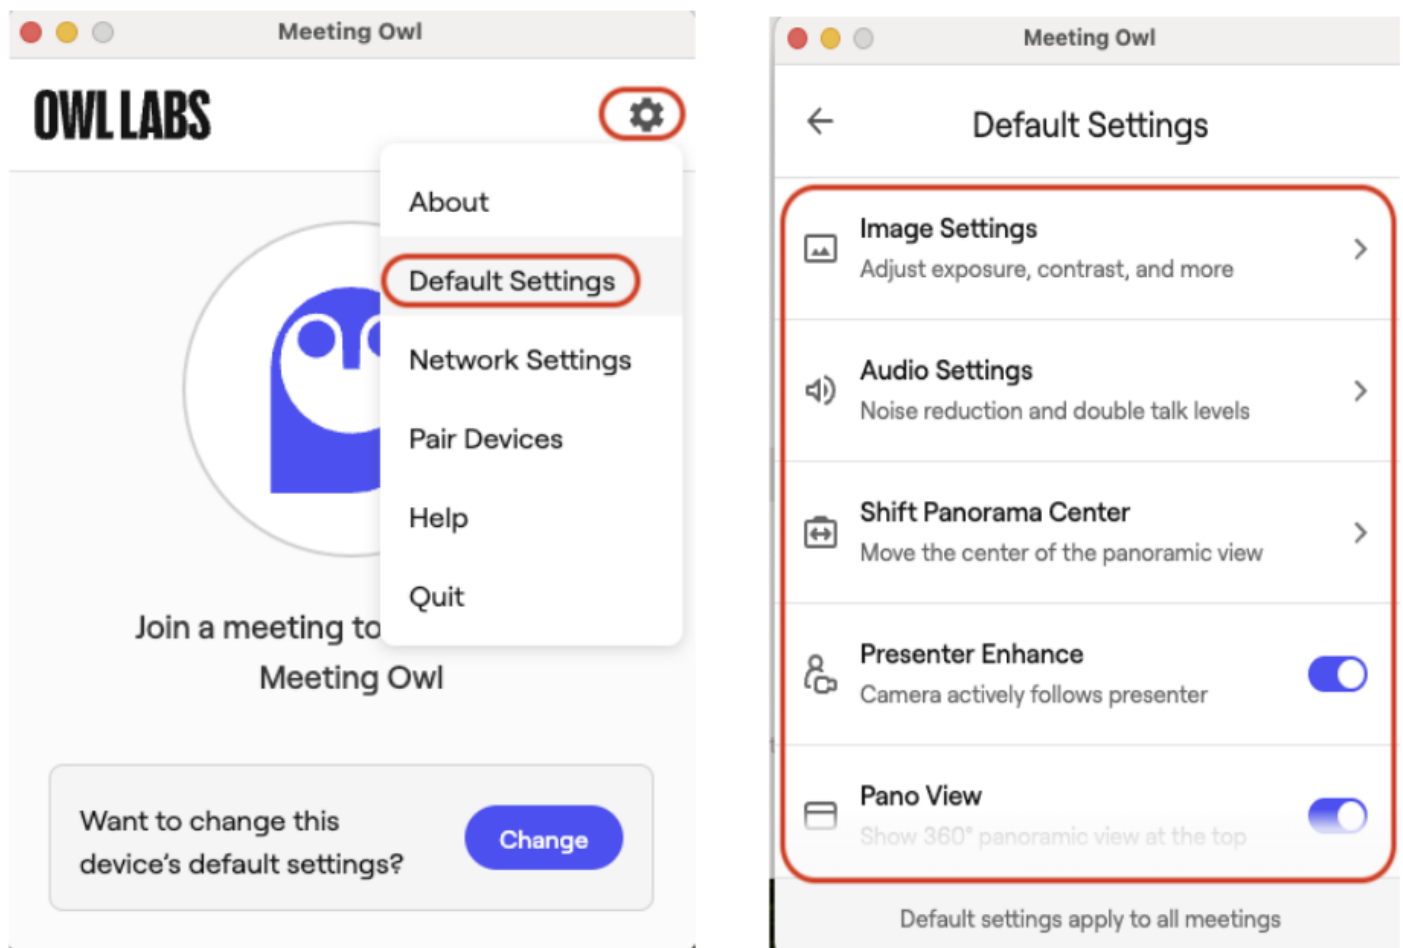 Meeting Owl
OWL LABS
About
Default Settings
Network Settings
Pair Devices
Help
Quit
Join a meeting to
Meeting Owl
Want to change this
device's default settings?
Change
Meeting Owl
Default Settings
Image Settings
Adjust exposure, contrast, and more
Audio Settings
Noise reduction and double talk levels
Shift Panorama Center
Move the center of the panoramic view
Presenter Enhance
Camera actively follows presenter
Pano View
Show 360° panoramic view at the top
Default settings apply to all meetings